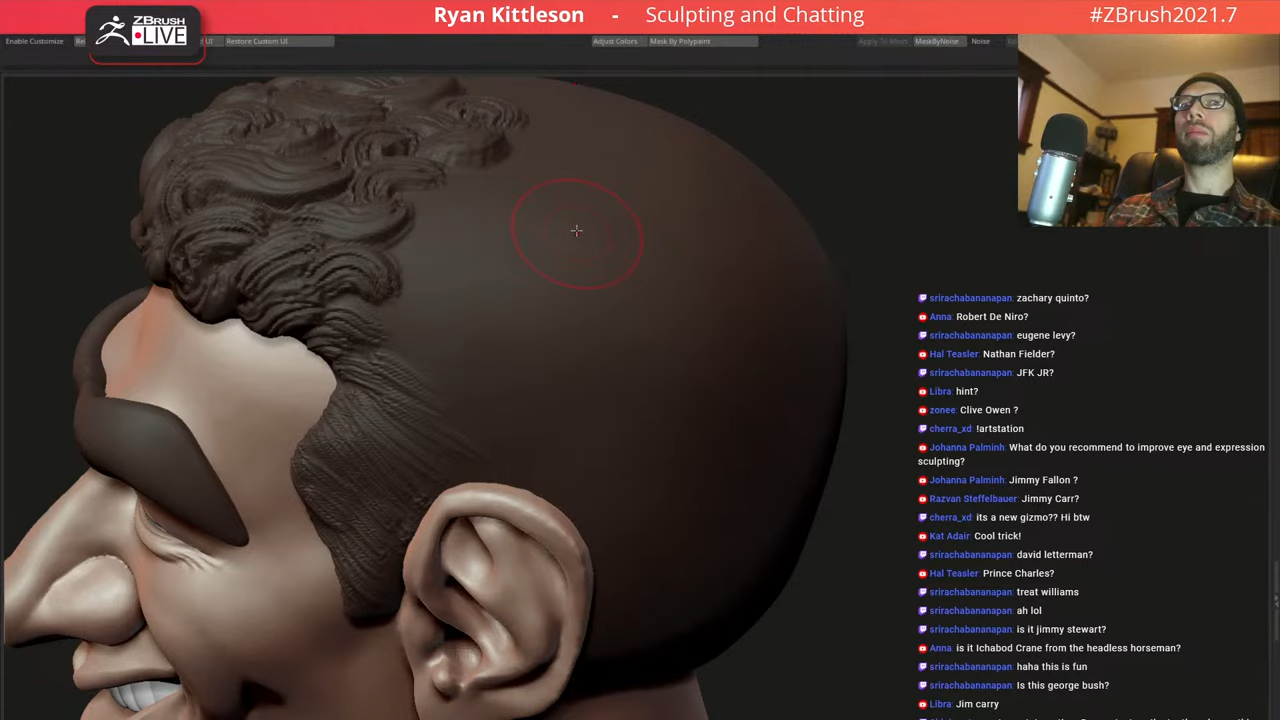 Ryan Kittleson - Sculpting and Chatting #ZBrush2021.7
ZBRUSH
LIVE
Enable Customize UI Restore Custom UI Adjust Colors Mask By Polypaint Apply To Mesh MaskByNoise Noise
srirachabananapan: zachary quinto?
Anna: Robert De Niro?
srirachabananapan: eugene levy?
Hal Teasler: Nathan Fielder?
srirachabananapan: JFK JR?
Libra: hint?
zonee: Clive Owen ?
cherra_xd: !artstation
Johanna Palminh: What do you recommend to improve eye and expression
sculpting?
Johanna Palminh: Jimmy Fallon ?
Razvan Steffelbauer: Jimmy Carr?
cherra_xd: its a new gizmo?? Hi btw
Kat Adair: Cool trick!
srirachabananapan: david letterman?
Hal Teasler: Prince Charles?
srirachabananapan: treat williams
srirachabananapan: ah lol
srirachabananapan: is it jimmy stewart?
Anna: is it Ichabod Crane from the headless horseman?
srirachabananapan: haha this is fun
srirachabananapan: Is this george bush?
Libra: Jim carry